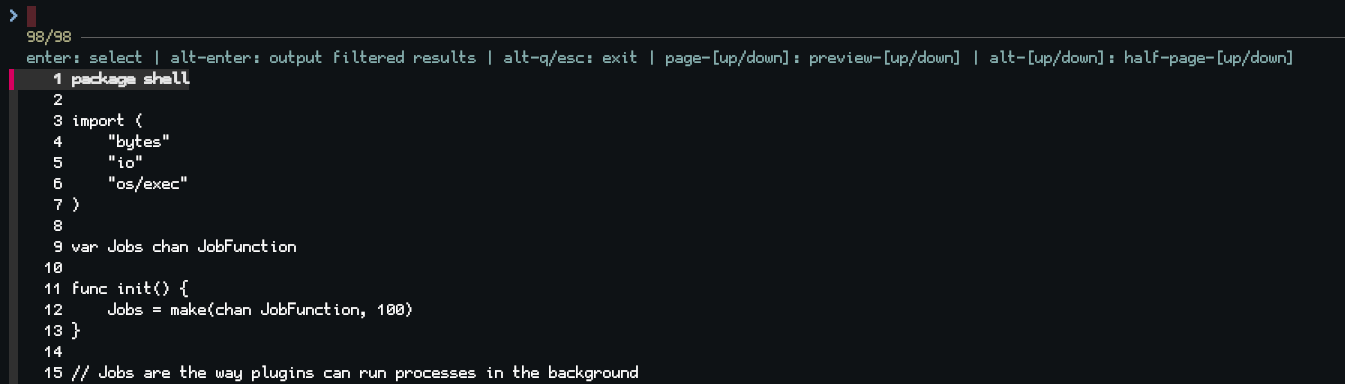 >
98/98
enter: select | alt-enter: output filtered results | alt-q/esc: exit | page-[up/down]: preview-[up/down] | alt-[up/down]: half-page-[up/down]
1 package shell
2
3 import (
4     "bytes"
5     "io"
6     "os/exec"
7 )
8
9 var Jobs chan JobFunction
10
11 func init() {
12     Jobs = make(chan JobFunction, 100)
13 }
14
15 // Jobs are the way plugins can run processes in the background